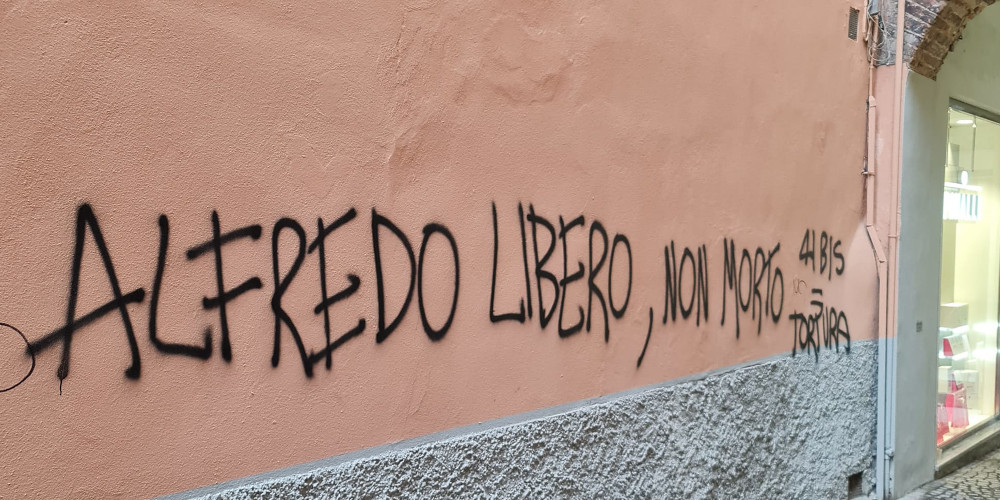 ALFREDO LIBERO, NON MORTO
41 BIS
=
TORTURA